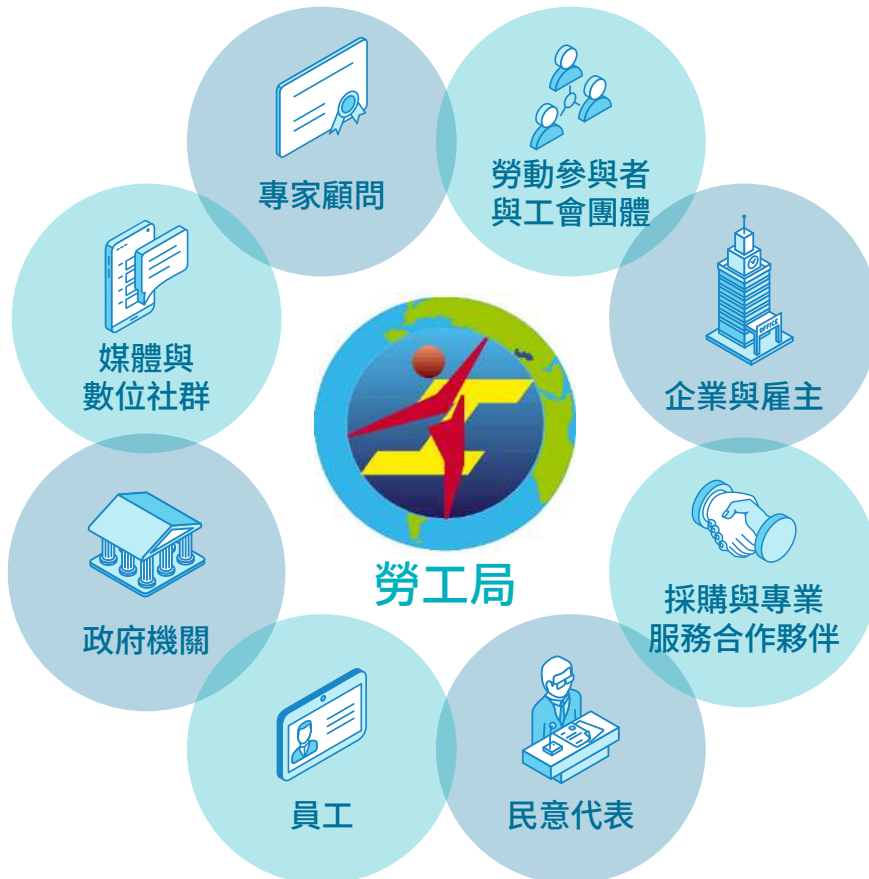 專家顧問
勞動參與者
與工會團體
媒體與
數位社群
企業與雇主
OFFICE
勞工局
政府機關
採購與專業
服務合作夥伴
員工
民意代表